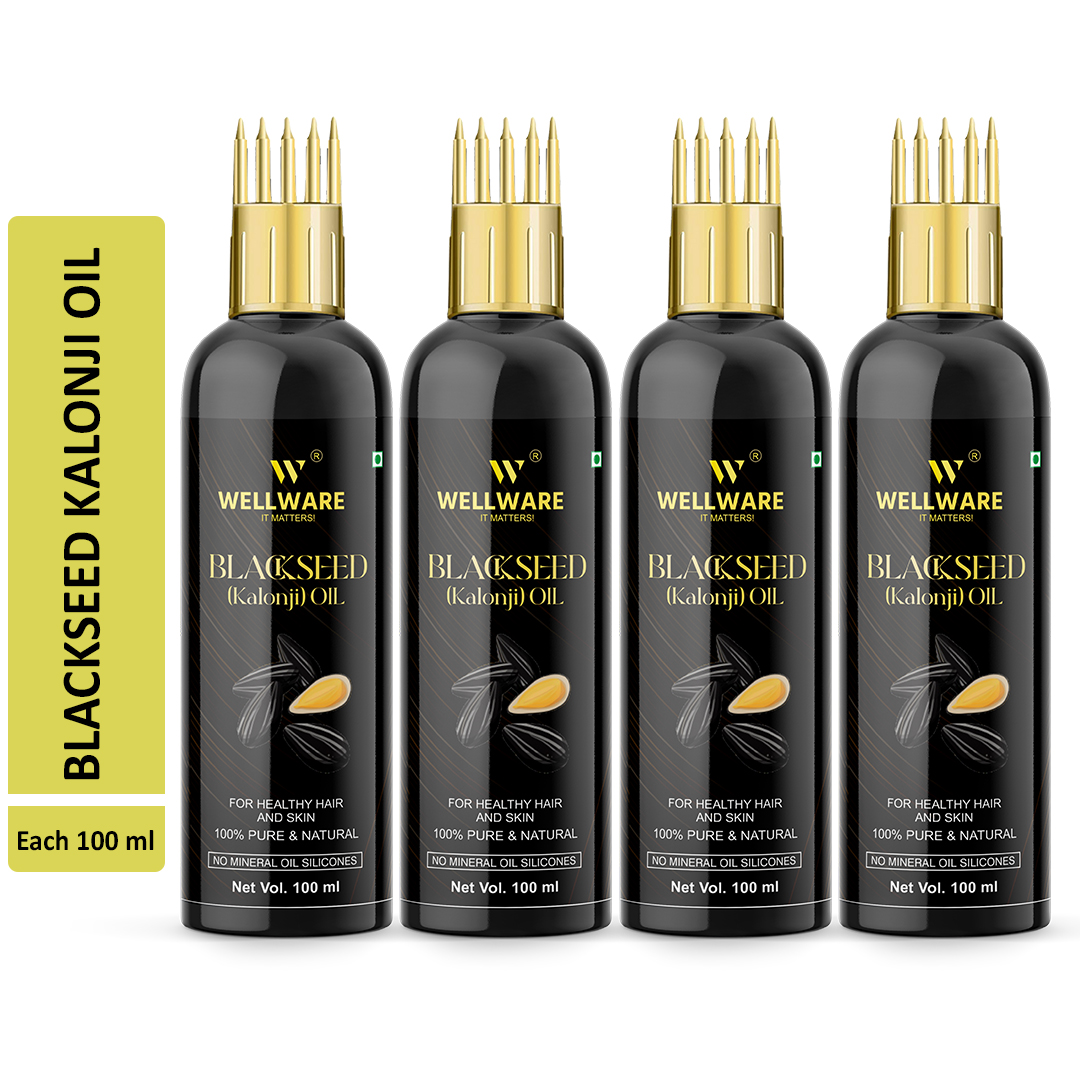 BLACKSEED KALONJI OIL
Each 100 ml
W ®
WELLWARE
IT MATTERS!
BLACKSEED
(Kalonji) OIL
FOR HEALTHY HAIR
AND SKIN
100% PURE & NATURAL
NO MINERAL OIL SILICONES
Net Vol. 100 ml
W ®
WELLWARE
IT MATTERS!
BLACKSEED
(Kalonji) OIL
FOR HEALTHY HAIR
AND SKIN
100% PURE & NATURAL
NO MINERAL OIL SILICONES
Net Vol. 100 ml
W ®
WELLWARE
IT MATTERS!
BLACKSEED
(Kalonji) OIL
FOR HEALTHY HAIR
AND SKIN
100% PURE & NATURAL
NO MINERAL OIL SILICONES
Net Vol. 100 ml
W ®
WELLWARE
IT MATTERS!
BLACKSEED
(Kalonji) OIL
FOR HEALTHY HAIR
AND SKIN
100% PURE & NATURAL
NO MINERAL OIL SILICONES
Net Vol. 100 ml